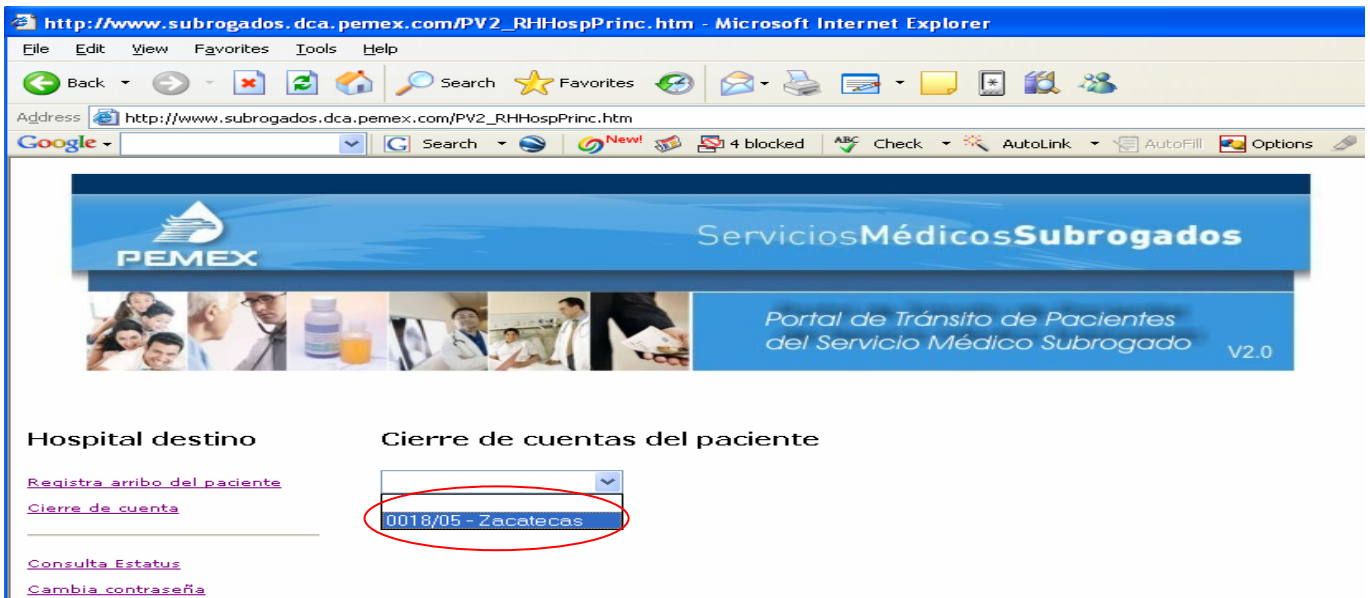 http://www.subrogados.dca.pemex.com/PV2_RHHospPrinc.htm - Microsoft Internet Explorer
File Edit View Favorites Tools Help
Back Search Favorites
Address http://www.subrogados.dca.pemex.com/PV2_RHHospPrinc.htm
Google G Search New! 4 blocked ABC Check AutoLink AutoFill Options
ServiciosMédicosSubrogados
PEMEX
Portal de Tránsito de Pacientes
del Servicio Médico Subrogado V2.0
Hospital destino Cierre de cuentas del paciente
Registra arribo del paciente
Cierre de cuenta
0018/05 - Zacatecas
Consulta Estatus
Cambia contraseña